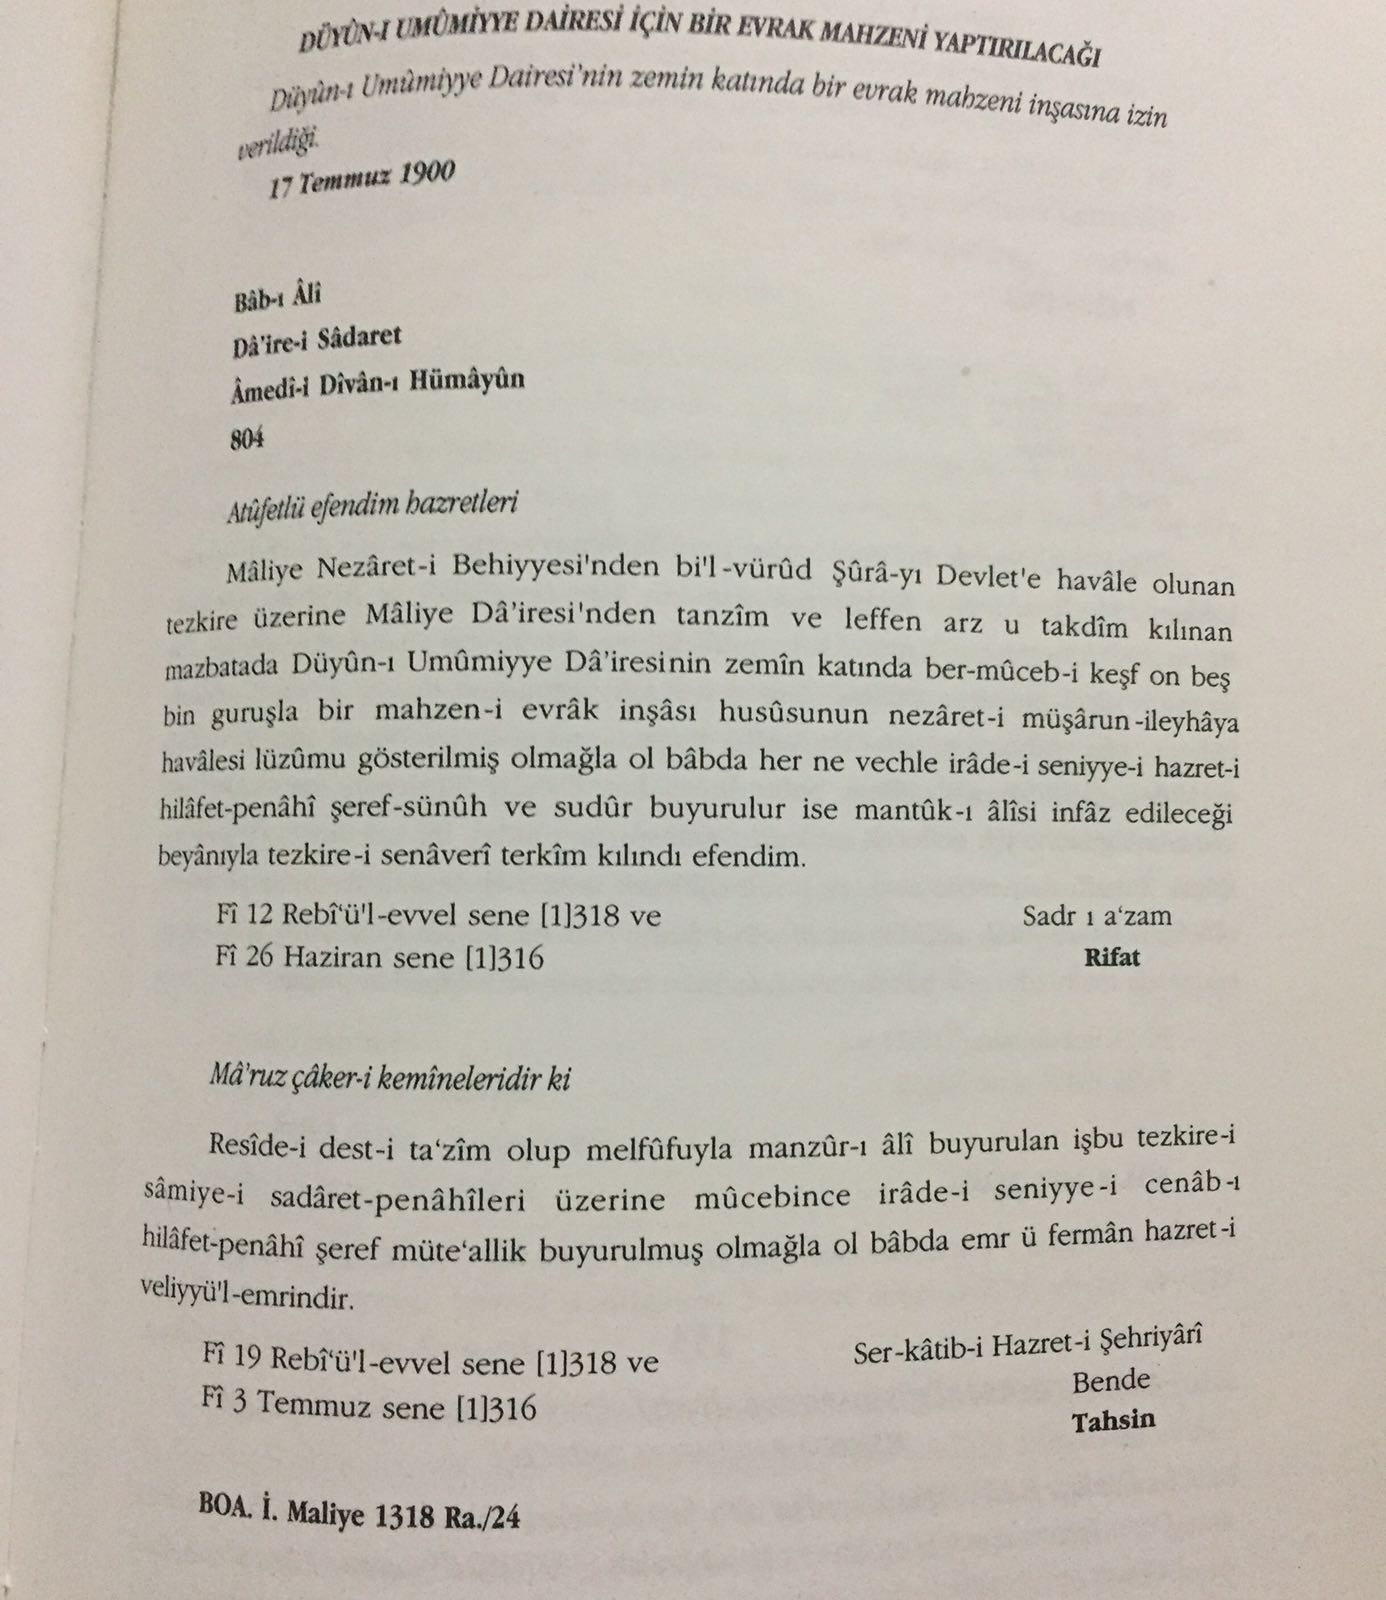 DÜYÛN-I UMÛMİYYE DAİRESİ İÇİN BİR EVRAK MAHZENİ YAPTIRILACAĞI
Düyûn-ı Umûmiyye Dairesi'nin zemin katında bir evrak mahzeni inşasına izin
verildiği.
17 Temmuz 1900
Bâb-ı Âlî
Dâ'ire-i Sâdaret
Âmedî-i Dîvân-ı Hümâyûn
804
Atûfetlü efendim hazretleri
Mâliye Nezâret-i Behiyyesi'nden bi'l-vürûd Şûrâ-yı Devlet'e havâle olunan
tezkire üzerine Mâliye Dâ'iresi'nden tanzîm ve leffen arz u takdîm kılınan
mazbatada Düyûn-ı Umûmiyye Dâ'iresinin zemîn katında ber-mûceb-i keşf on beş
bin guruşla bir mahzen-i evrâk inşâsı husûsunun nezâret-i müşârun-ileyhâya
havâlesi lüzûmu gösterilmiş olmağla ol bâbda her ne vechle irâde-i seniyye-i hazret-i
hilâfet-penâhî şeref-sünûh ve sudûr buyurulur ise mantûk-ı âlîsi infâz edileceği
beyânıyla tezkire-i senâverî terkîm kılındı efendim.
Fî 12 Rebî‘ü'l-evvel sene [1]318 ve Sadr ı a‘zam
Fî 26 Haziran sene [1]316 Rifat
Mâ'ruz çâker-i kemîneleridir ki
Resîde-i dest-i ta‘zîm olup melfûfuyla manzûr-ı âlî buyurulan işbu tezkire-i
sâmiye-i sadâret-penâhîleri üzerine mûcebince irâde-i seniyye-i cenâb-ı
hilâfet-penâhî şeref müte‘allik buyurulmuş olmağla ol bâbda emr ü fermân hazret-i
veliyyü'l-emrindir.
Fî 19 Rebî‘ü'l-evvel sene [1]318 ve Ser-kâtib-i Hazret-i Şehriyârî
Fî 3 Temmuz sene [1]316 Bende
Tahsin
BOA. İ. Maliye 1318 Ra./24